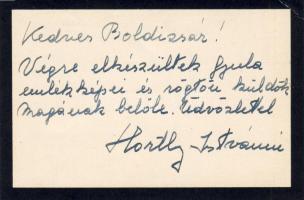 Kedves Boldizsár!
Végre elkészültek Gyula
emlékképei és rögtön küldök
magának belőle. Üdvözlettel
Horthy Istvánné